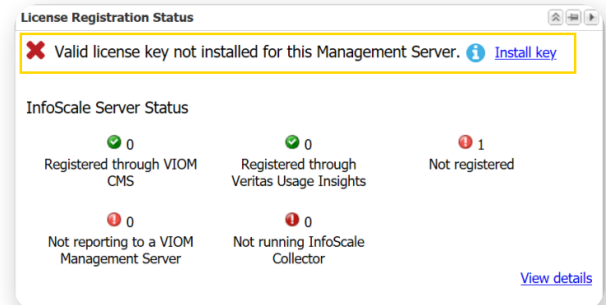 License Registration Status
Valid license key not installed for this Management Server. Install key
InfoScale Server Status
0
Registered through VIOM
CMS
0
Registered through
Veritas Usage Insights
1
Not registered
0
Not reporting to a VIOM
Management Server
0
Not running InfoScale
Collector
View details